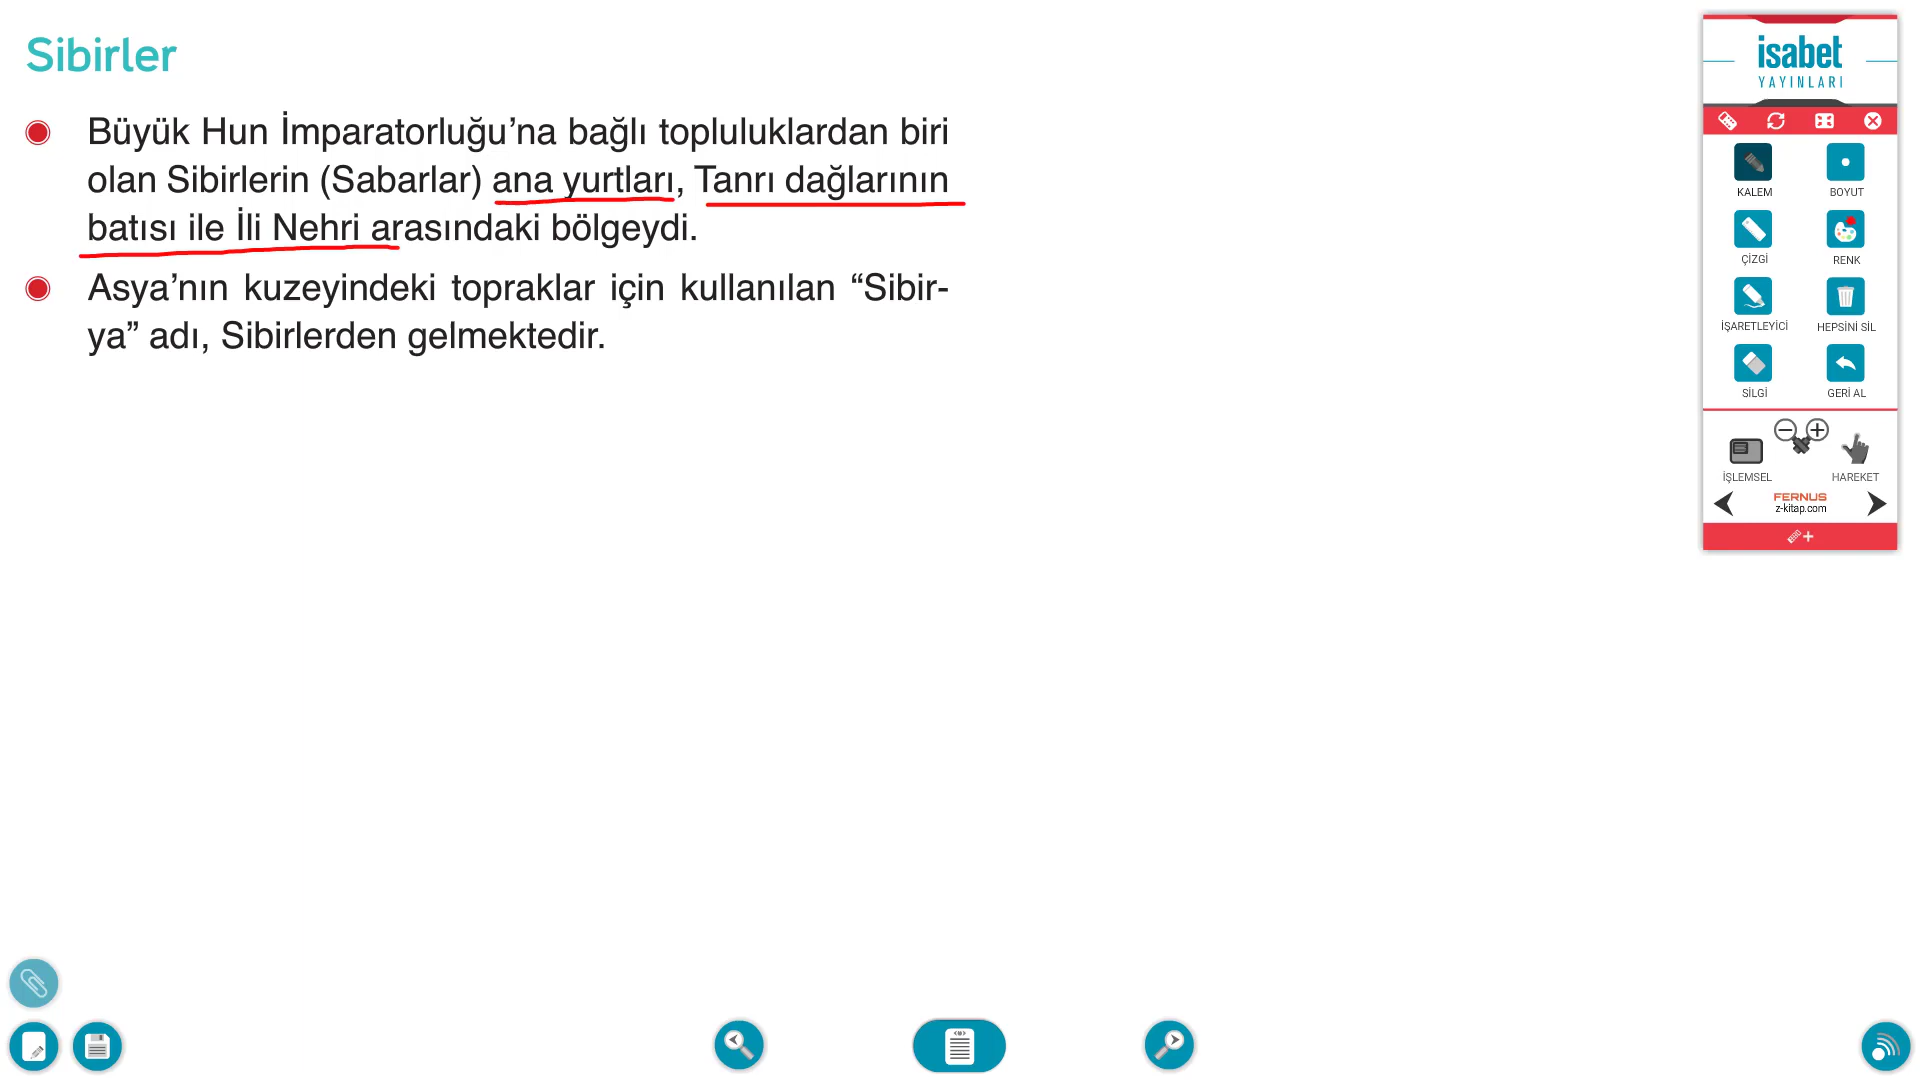 Sibirler
Büyük Hun İmparatorluğu’na bağlı topluluklardan biri
olan Sibirlerin (Sabarlar) ana yurtları, Tanrı dağlarının
batısı ile İli Nehri arasındaki bölgeydi.
Asya’nın kuzeyindeki topraklar için kullanılan “Sibir-
ya” adı, Sibirlerden gelmektedir.
isabet
YAYINLARI
KALEM
BOYUT
ÇİZGİ
RENK
İŞARETLEYİCİ
HEPSİNİ SİL
SİLGİ
GERİ AL
İŞLEMSEL
HAREKET
FERNUS
z-kitap.com